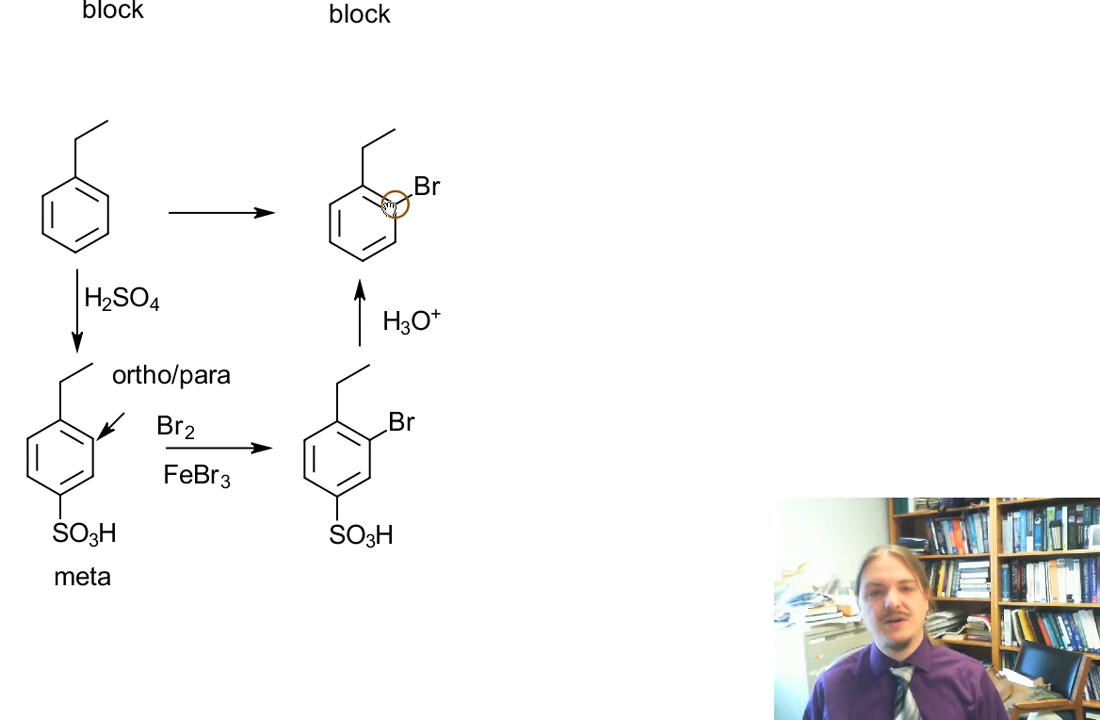 block
block
Br
H₂SO₄
H₃O⁺
ortho/para
Br₂
FeBr₃
Br
SO₃H
SO₃H
meta